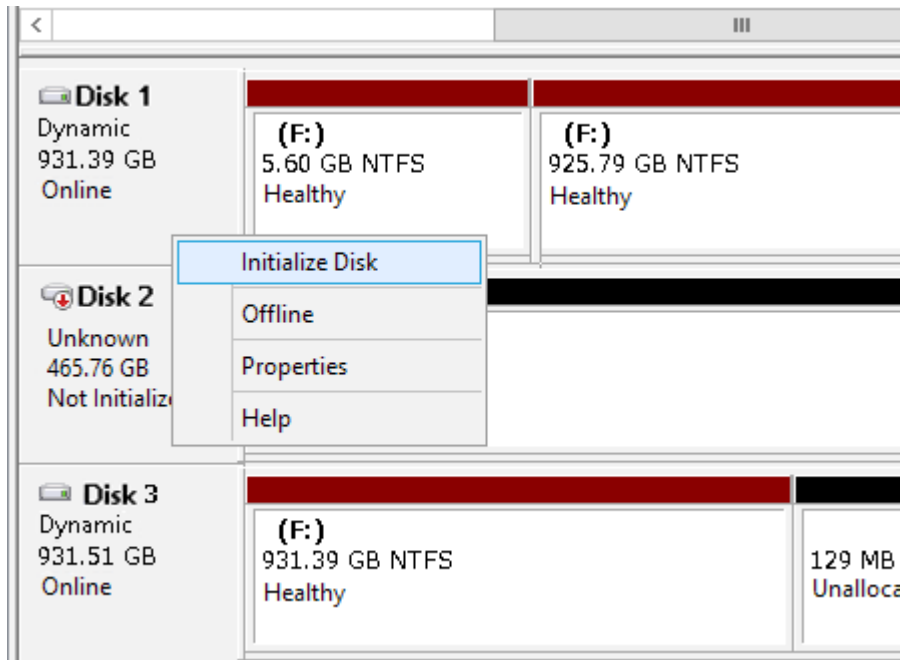 Disk 1
Dynamic
931.39 GB
Online
(F:)
5.60 GB NTFS
Healthy
(F:)
925.79 GB NTFS
Healthy
Disk 2
Unknown
465.76 GB
Not
Initialize Disk
Offline
Properties
Help
Disk 3
Dynamic
931.51 GB
Online
(F:)
931.39 GB NTFS
Healthy
129 MB